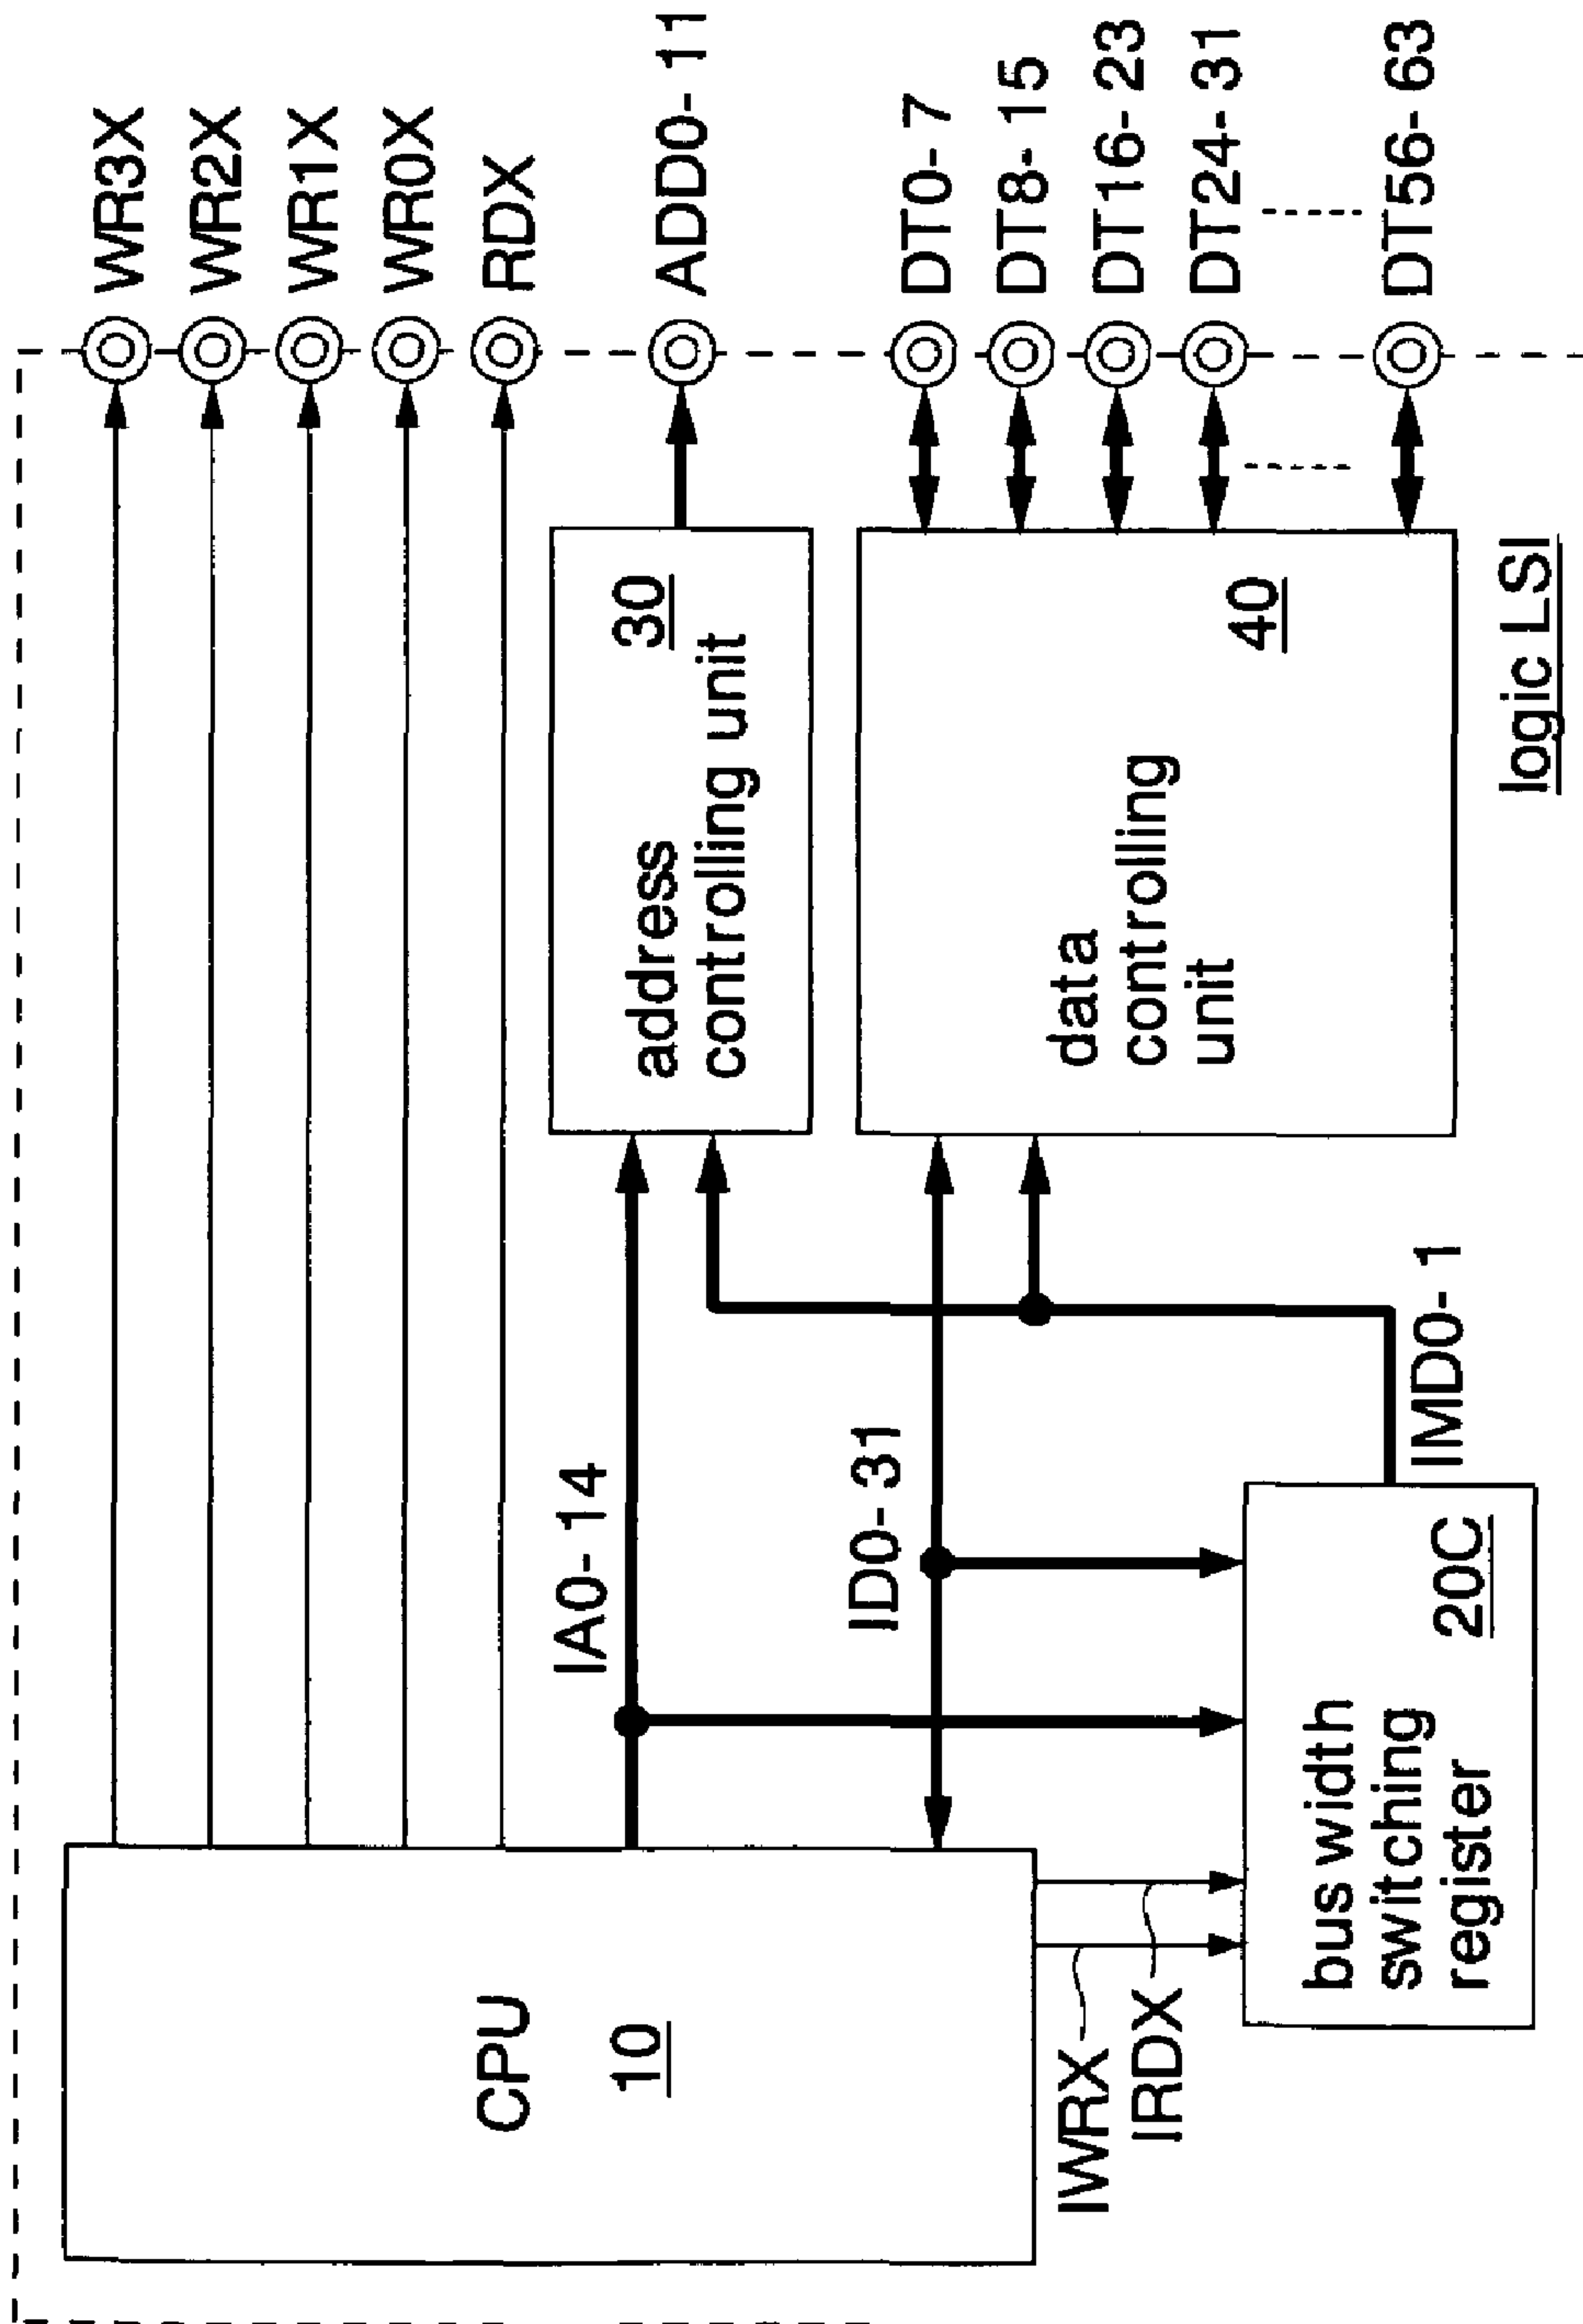 WR3X
WR2X
WR1X
WR0X
RDX
ADD0-11
DT0-7
DT8-15
DT16-23
DT24-31
DT56-63
CPU
10
IA0-14
address
controlling unit
30
ID0-31
data
controlling
unit
40
IWRX
IRDX
bus width
switching
register
20C
IMD0-1
logic LSI